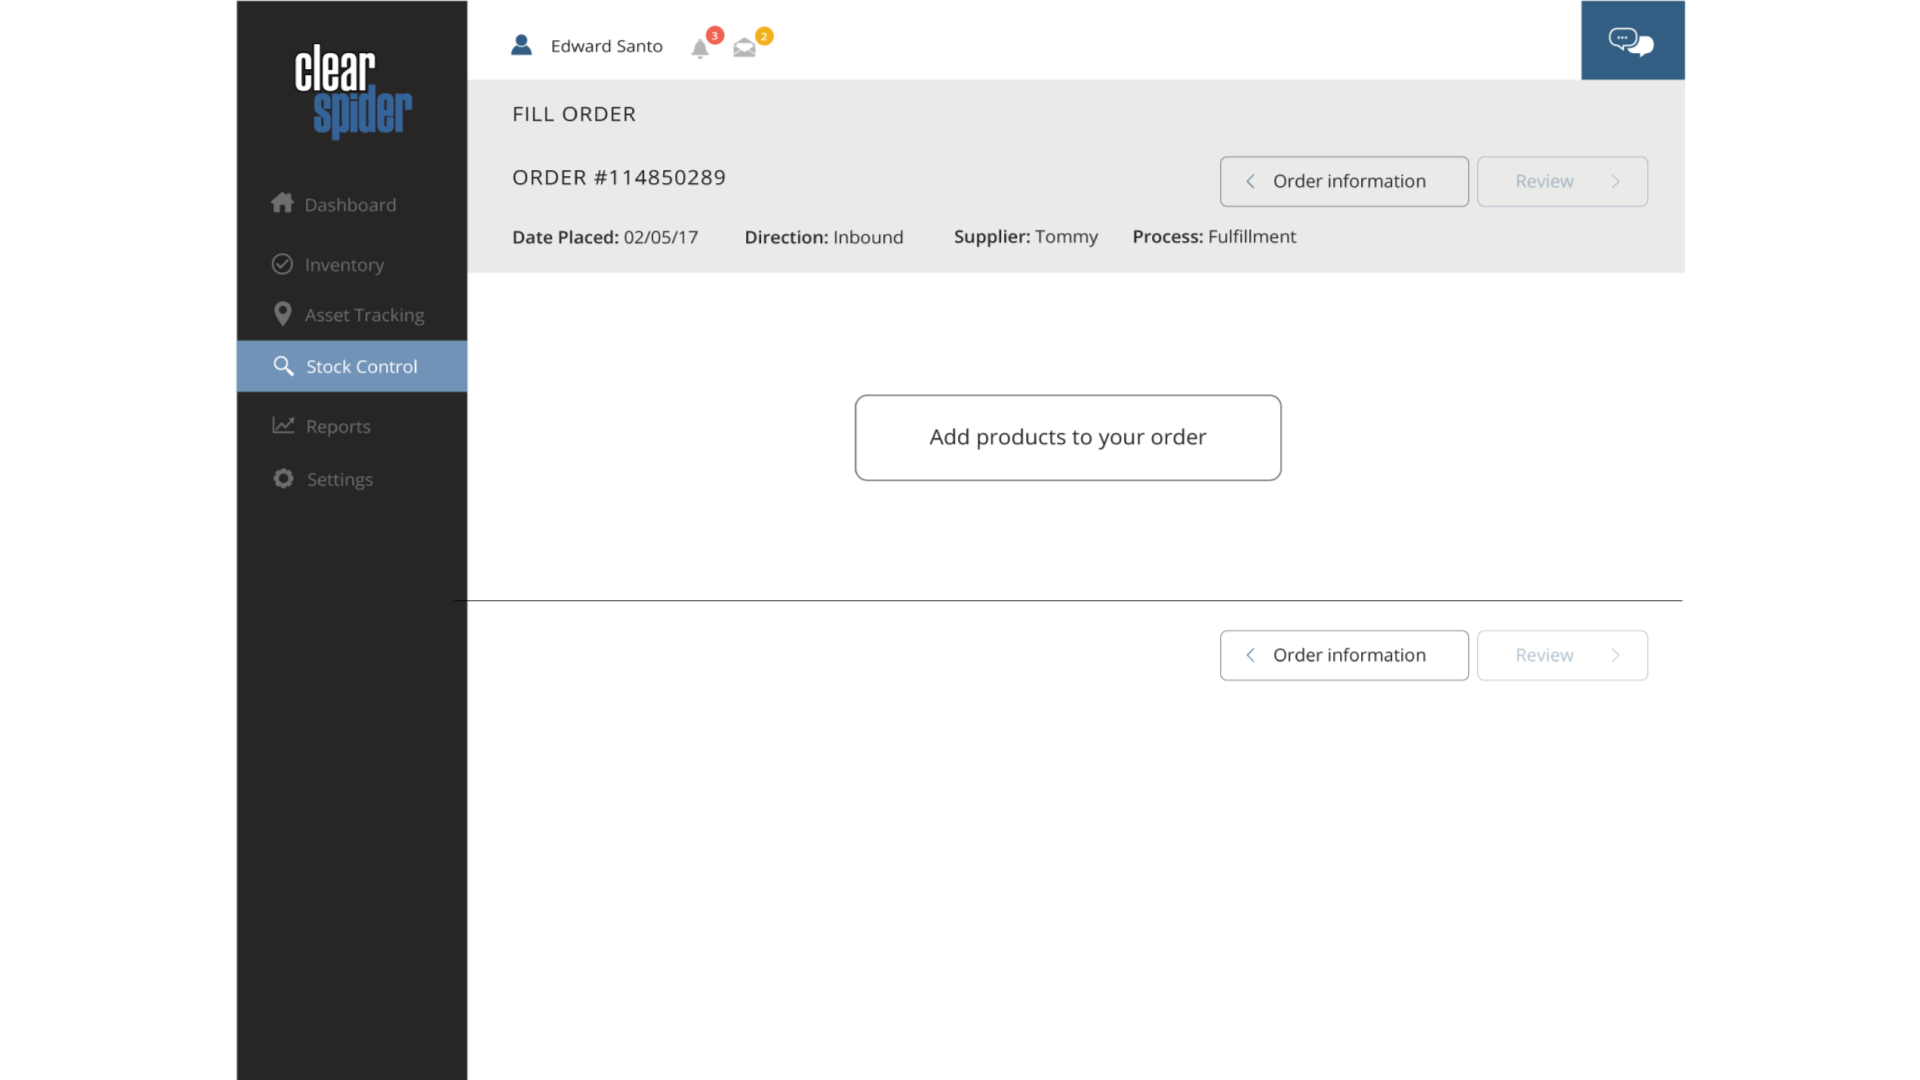 clear
spider
Edward Santo
3
2
FILL ORDER
ORDER #114850289
Order information
Review
Date Placed: 02/05/17 Direction: Inbound Supplier: Tommy Process: Fulfillment
Dashboard
Inventory
Asset Tracking
Stock Control
Reports
Settings
Add products to your order
Order information
Review